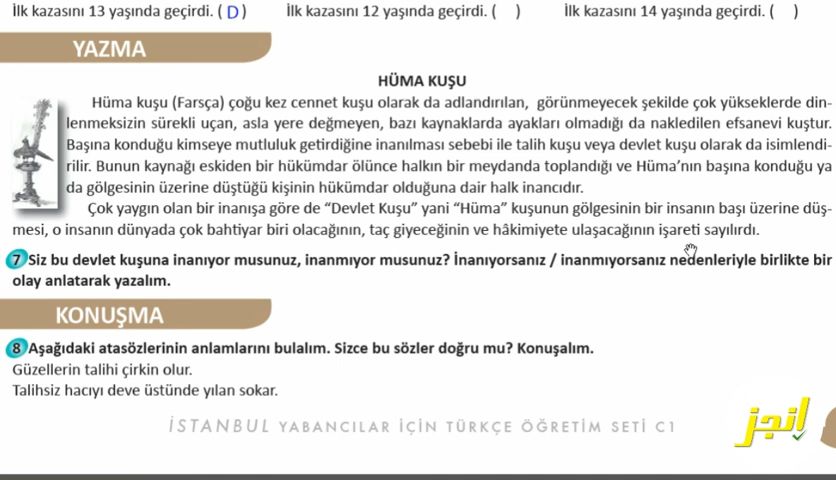 İlk kazasını 13 yaşında geçirdi. ( D ) İlk kazasını 12 yaşında geçirdi. ( ) İlk kazasını 14 yaşında geçirdi. ( )
YAZMA
HÜMA KUŞU
Hüma kuşu (Farsça) çoğu kez cennet kuşu olarak da adlandırılan, görünmeyecek şekilde çok yükseklerde din-
lenmeksizin sürekli uçan, asla yere değmeyen, bazı kaynaklarda ayakları olmadığı da nakledilen efsanevi kuştur.
Başına konduğu kimseye mutluluk getirdiğine inanılması sebebi ile talih kuşu veya devlet kuşu olarak da isimlendi-
rilir. Bunun kaynağı eskiden bir hükümdar ölünce halkın bir meydanda toplandığı ve Hüma’nın başına konduğu ya
da gölgesinin üzerine düştüğü kişinin hükümdar olduğuna dair halk inancıdır.
Çok yaygın olan bir inanışa göre de “Devlet Kuşu” yani “Hüma” kuşunun gölgesinin bir insanın başı üzerine düş-
mesi, o insanın dünyada çok bahtiyar biri olacağının, taç giyeceğinin ve hâkimiyete ulaşacağının işareti sayılırdı.
7 Siz bu devlet kuşuna inanıyor musunuz, inanmıyor musunuz? İnanıyorsanız / inanmıyorsanız nedenleriyle birlikte bir
olay anlatarak yazalım.
KONUŞMA
8 Aşağıdaki atasözlerinin anlamlarını bulalım. Sizce bu sözler doğru mu? Konuşalım.
Güzellerin talihi çirkin olur.
Talihsiz hacıyı deve üstünde yılan sokar.
İSTANBUL YABANCILAR İÇİN TÜRKÇE ÖĞRETİM SETİ C1
انجز